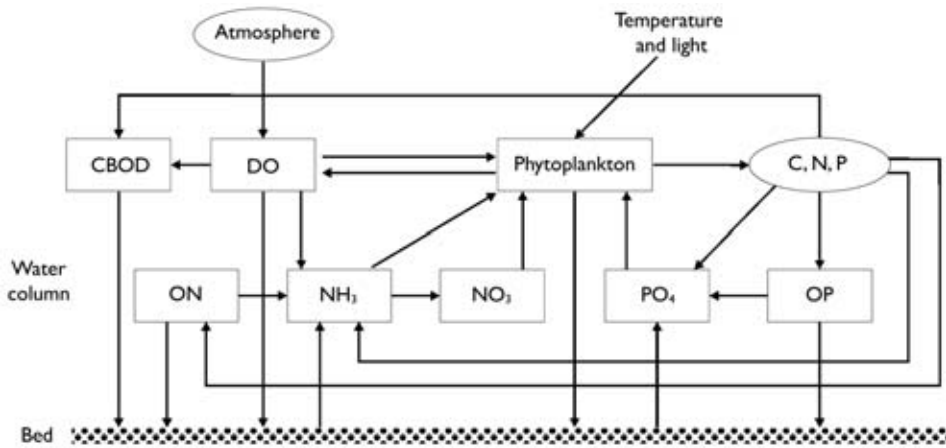 Atmosphere
Temperature
and light
CBOD
DO
Phytoplankton
C, N, P
Water
column
ON
NH₃
NO₃
PO₄
OP
Bed